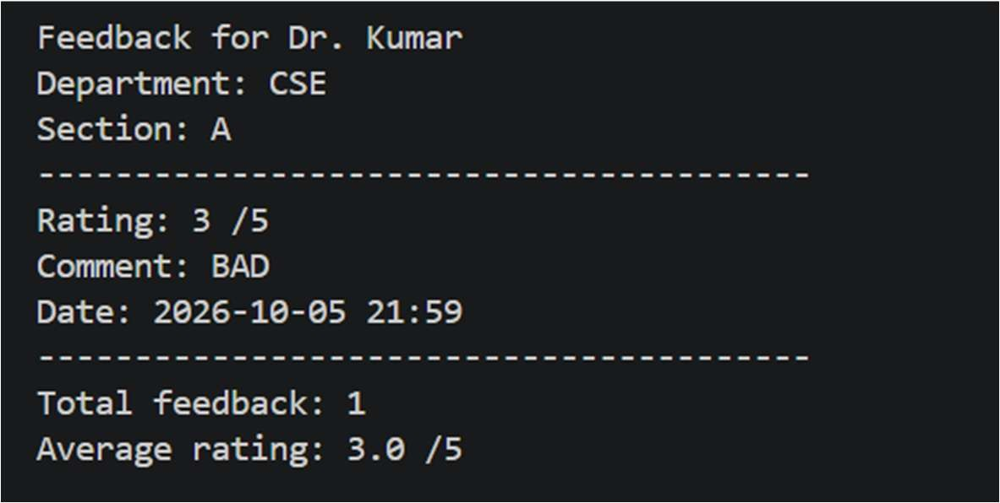 Feedback for Dr. Kumar
Department: CSE
Section: A
----------------------------------------
Rating: 3 /5
Comment: BAD
Date: 2026-10-05 21:59
----------------------------------------
Total feedback: 1
Average rating: 3.0 /5